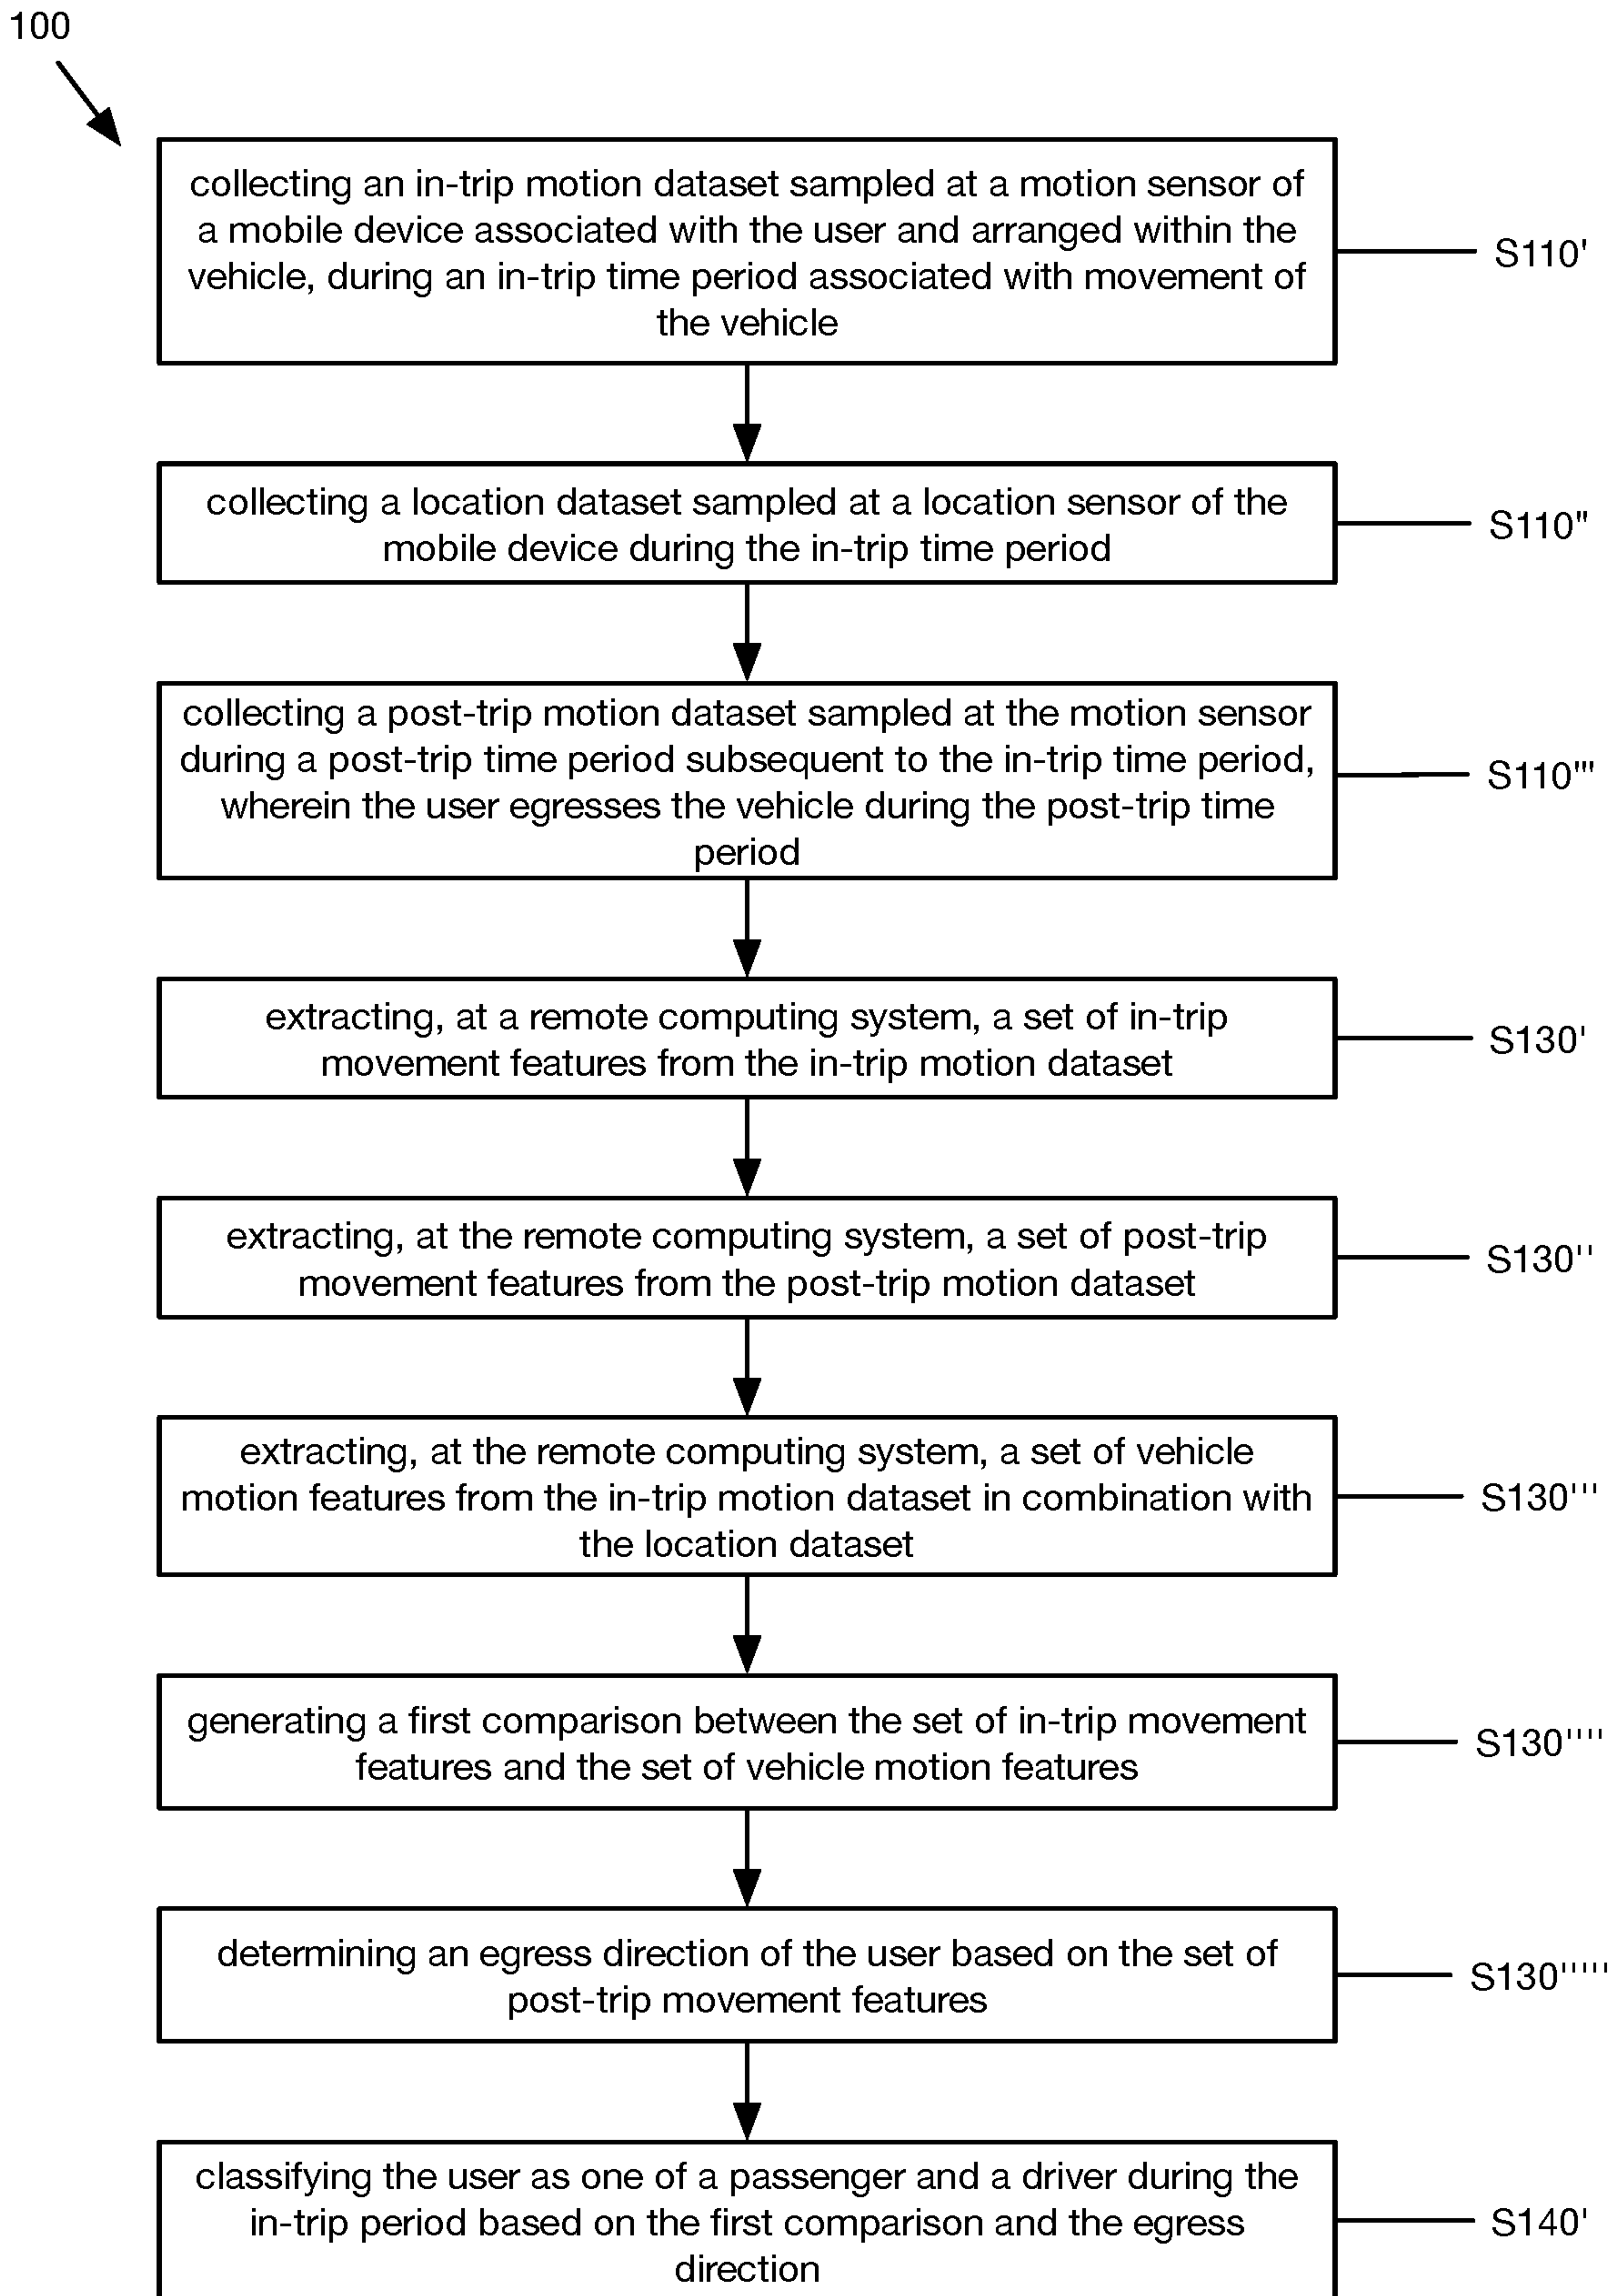 100
collecting an in-trip motion dataset sampled at a motion sensor of
a mobile device associated with the user and arranged within the
vehicle, during an in-trip time period associated with movement of
the vehicle
S110'
collecting a location dataset sampled at a location sensor of the
mobile device during the in-trip time period
S110"
collecting a post-trip motion dataset sampled at the motion sensor
during a post-trip time period subsequent to the in-trip time period,
wherein the user egresses the vehicle during the post-trip time
period
S110'''
extracting, at a remote computing system, a set of in-trip
movement features from the in-trip motion dataset
S130'
extracting, at the remote computing system, a set of post-trip
movement features from the post-trip motion dataset
S130''
extracting, at the remote computing system, a set of vehicle
motion features from the in-trip motion dataset in combination with
the location dataset
S130'''
generating a first comparison between the set of in-trip movement
features and the set of vehicle motion features
S130''''
determining an egress direction of the user based on the set of
post-trip movement features
S130'''''
classifying the user as one of a passenger and a driver during the
in-trip period based on the first comparison and the egress
direction
S140'